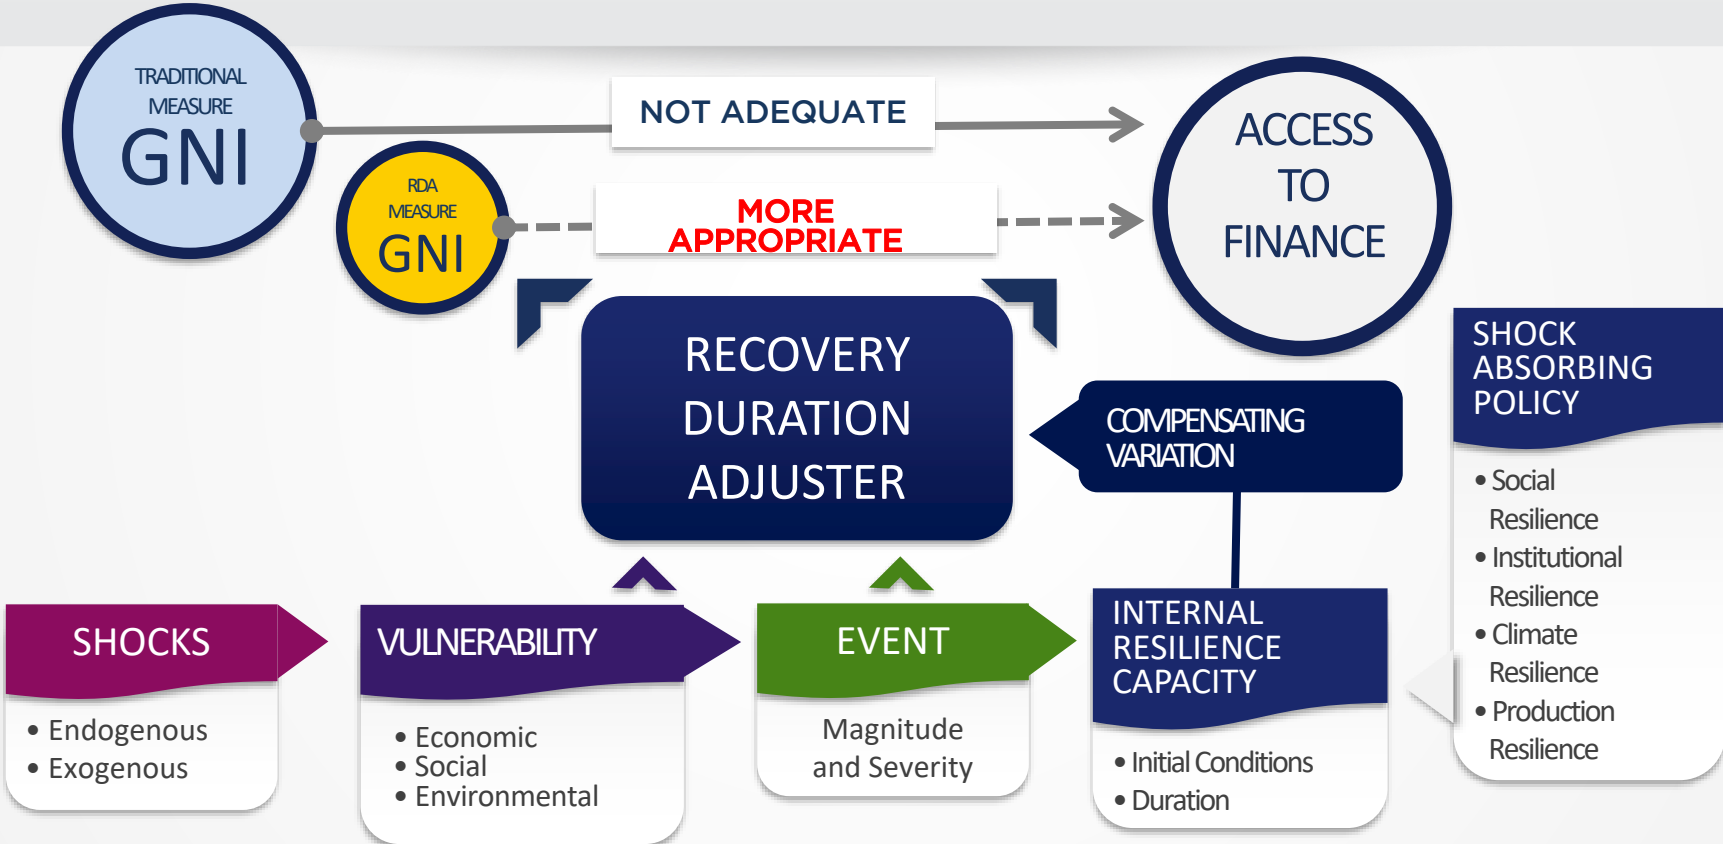 TRADITIONAL
MEASURE
GNI
NOT ADEQUATE
ACCESS
TO
FINANCE
RDA
MEASURE
GNI
MORE
APPROPRIATE
RECOVERY
DURATION
ADJUSTER
COMPENSATING
VARIATION
SHOCK
ABSORBING
POLICY
• Social
Resilience
• Institutional
Resilience
• Climate
Resilience
• Production
Resilience
SHOCKS
• Endogenous
• Exogenous
VULNERABILITY
• Economic
• Social
• Environmental
EVENT
Magnitude
and Severity
INTERNAL
RESILIENCE
CAPACITY
• Initial Conditions
• Duration